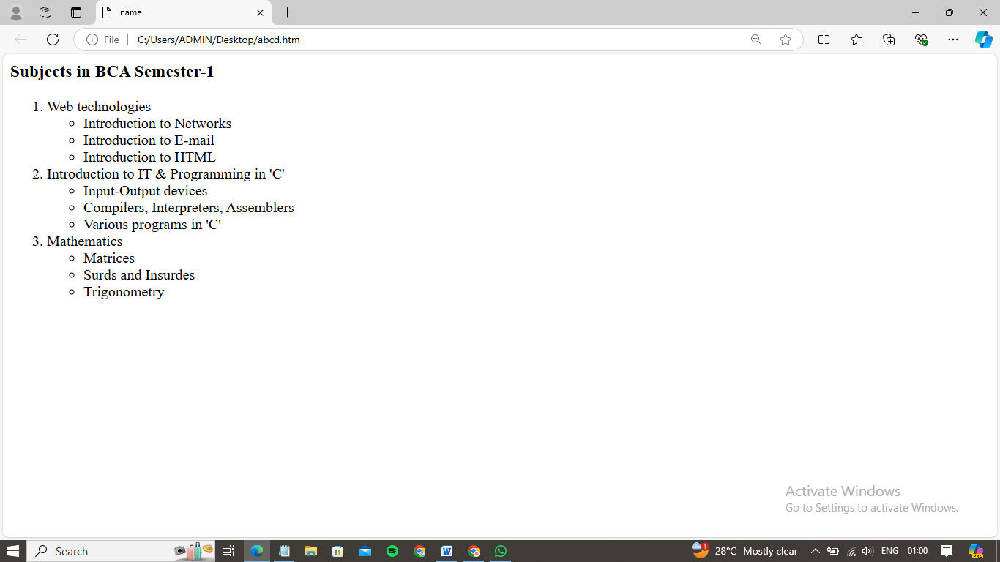 name
File
C:/Users/ADMIN/Desktop/abcd.htm
Subjects in BCA Semester-1
1. Web technologies
Introduction to Networks
Introduction to E-mail
Introduction to HTML
2. Introduction to IT & Programming in 'C'
Input-Output devices
Compilers, Interpreters, Assemblers
Various programs in 'C'
3. Mathematics
Matrices
Surds and Insurdes
Trigonometry
Activate Windows
Go to Settings to activate Windows.
Search
1
28°C Mostly clear
ENG
01:00
PRE